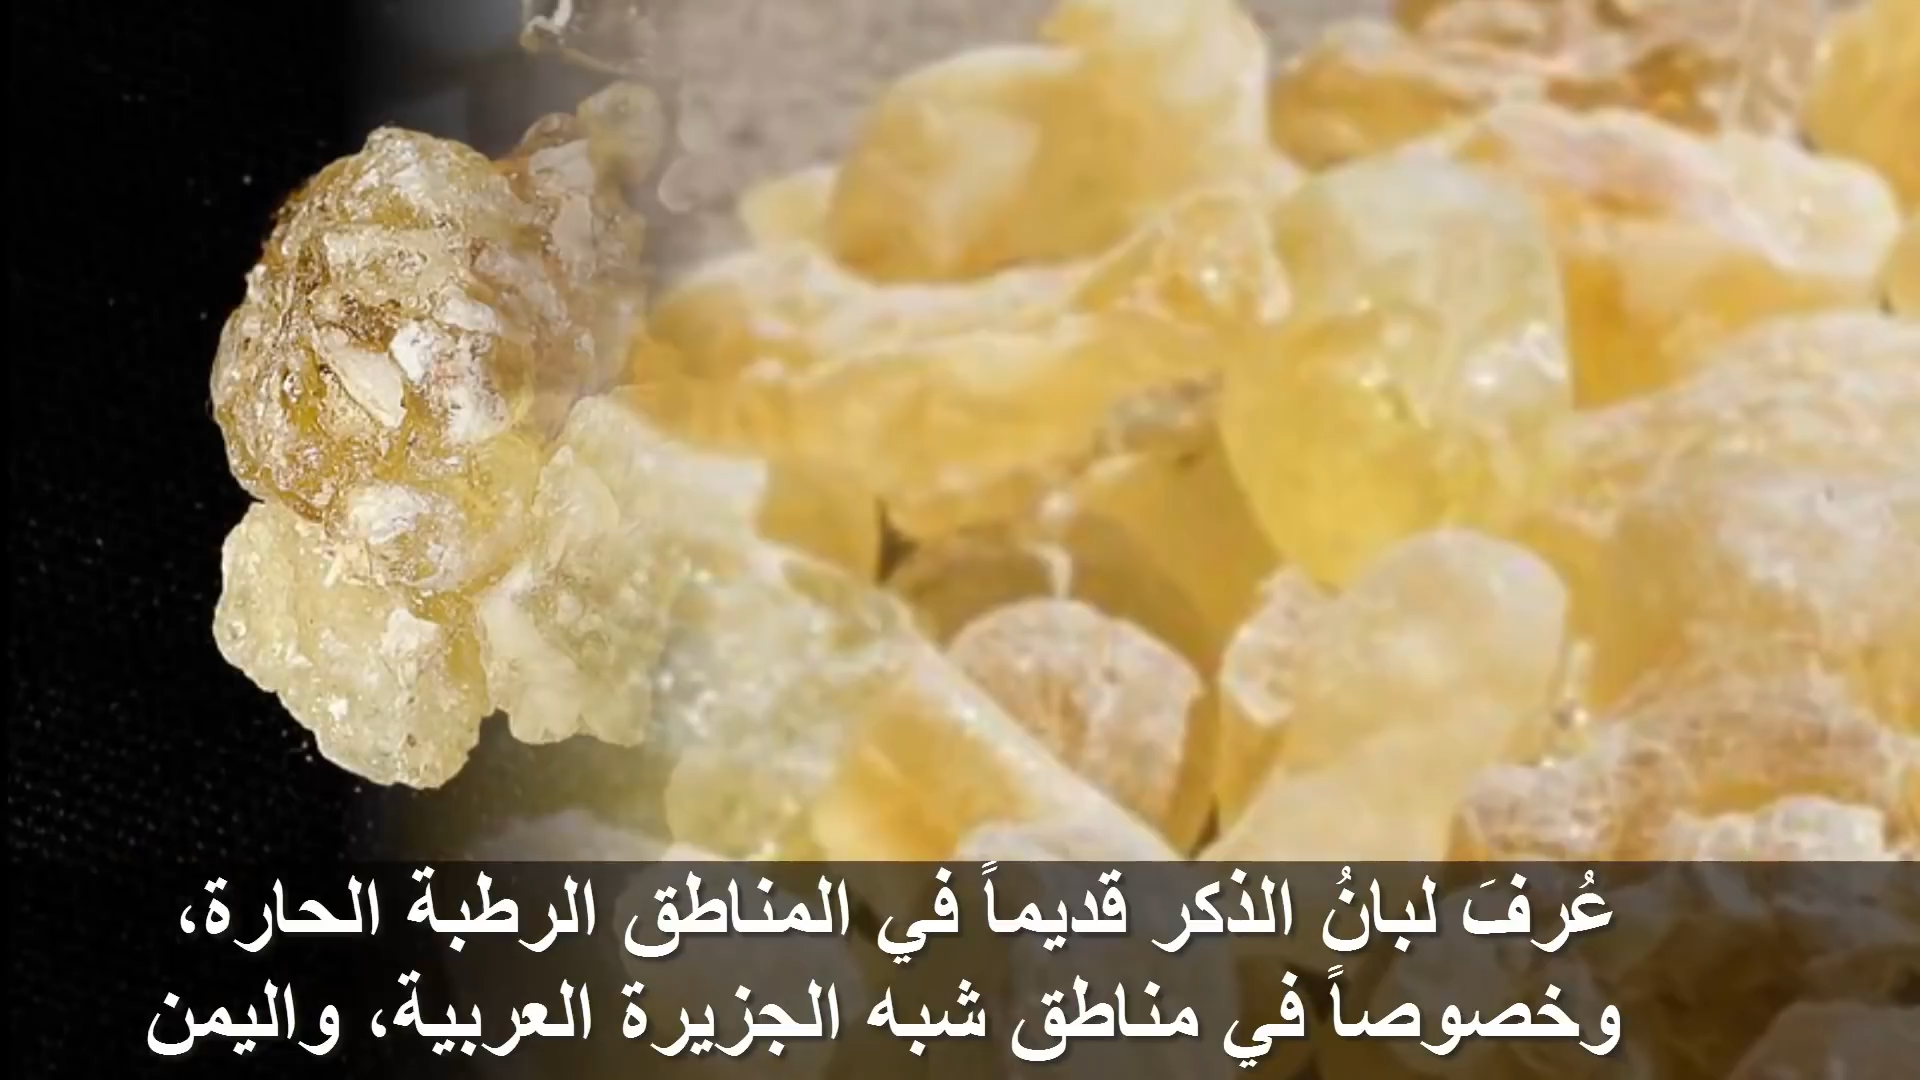 عُرفَ لبانُ الذكر قديماً في المناطق الرطبة الحارة،
وخصوصاً في مناطق شبه الجزيرة العربية، واليمن